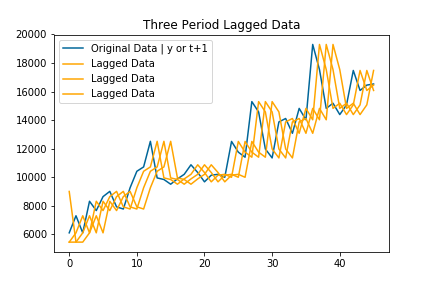 Three Period Lagged Data
20000
18000
16000
14000
12000
10000
8000
6000
Original Data | y or t+1
Lagged Data
Lagged Data
Lagged Data
0 10 20 30 40